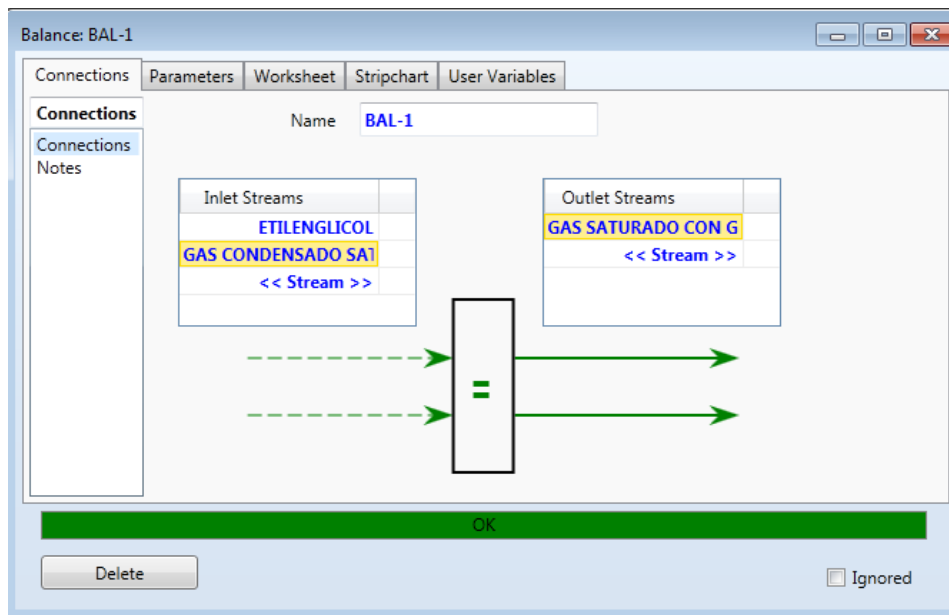 Balance: BAL-1
Connections Parameters Worksheet Stripchart User Variables
Connections
Connections
Notes
Name BAL-1
Inlet Streams
ETILENGLICOL
GAS CONDENSADO SAT
<< Stream >>
Outlet Streams
GAS SATURADO CON G
<< Stream >>
=
OK
Delete
Ignored